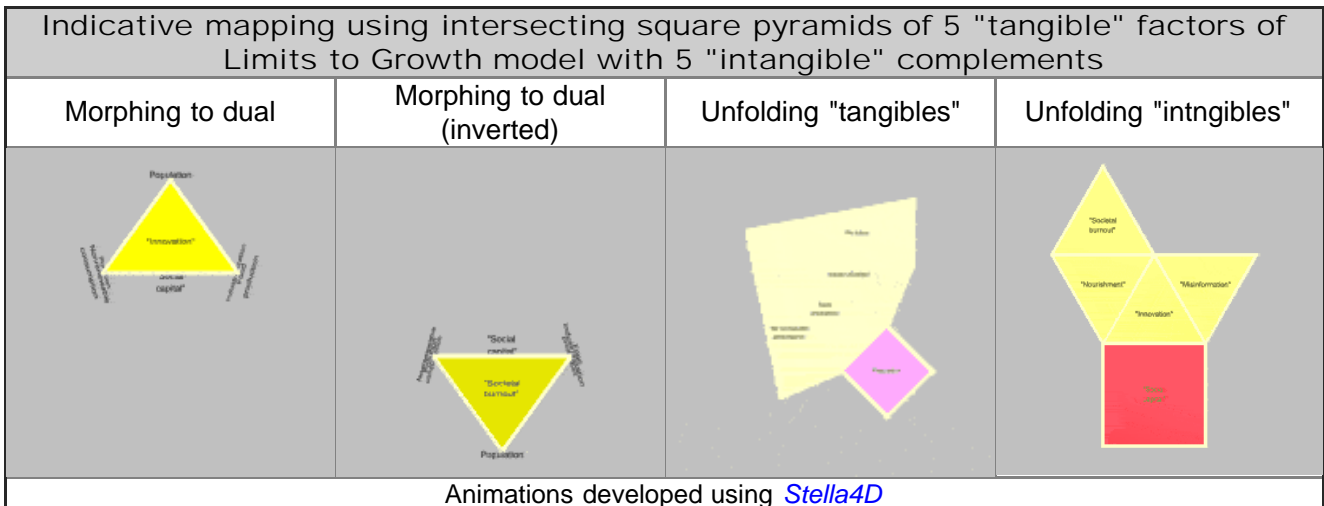 Indicative mapping using intersecting square pyramids of 5 "tangible" factors of
Limits to Growth model with 5 "intangible" complements
Morphing to dual
Morphing to dual
(inverted)
Unfolding "tangibles"
Unfolding "intngibles"
Population
"Innovation"
"Social
capital"
"Social
capital"
"Societal
burnout"
Population
"Societal
burnout"
"Nourishment"
"Misinformation"
"Innovation"
Animations developed using Stella4D